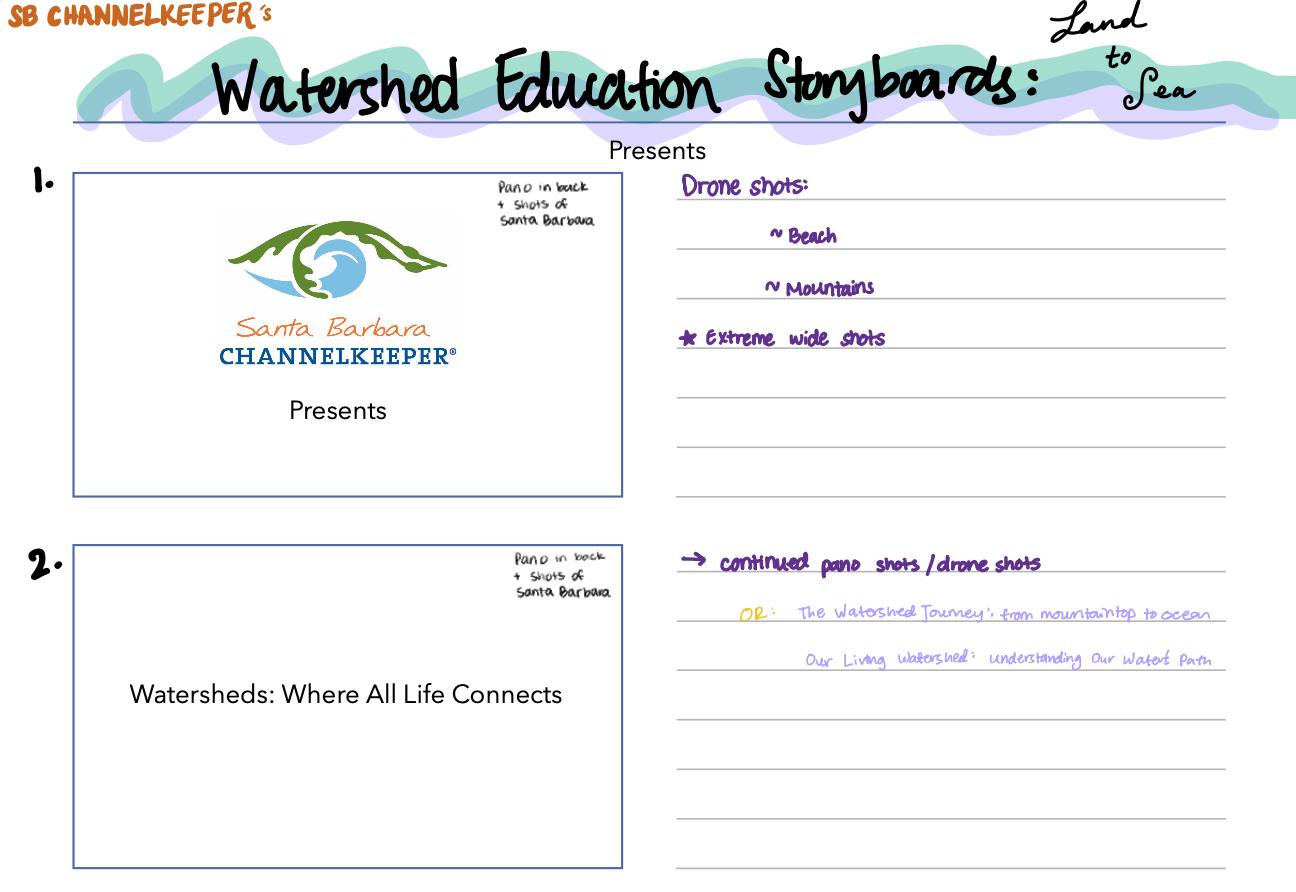 SB CHANNELKEEPER's
Watershed Education Storyboards:
Land
to
Sea
Presents
1.
Pano in back
+ shots of
Santa Barbara
Santa Barbara
CHANNELKEEPER®
Presents
Drone shots:
~ Beach
~ Mountains
★ Extreme wide shots
2.
Pano in back
+ shots of
Santa Barbara
Watersheds: Where All Life Connects
→ continued pano shots / drone shots
OR: The Watershed Journey: from mountaintop to ocean
Our Living Watershed: Understanding Our Water's Path